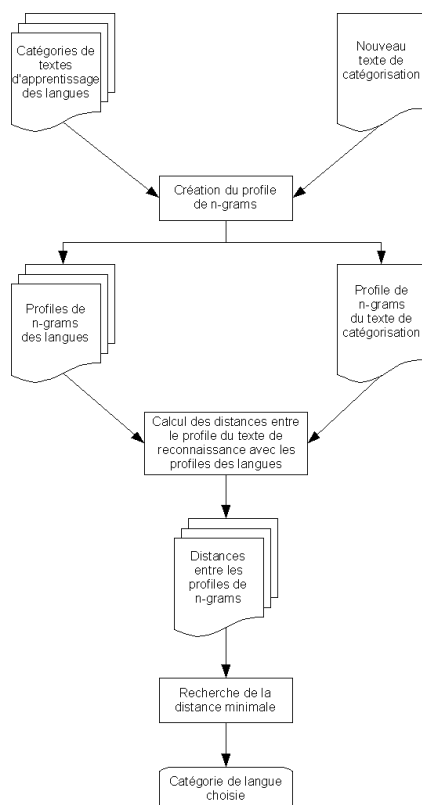 Catégories de
textes
d'apprentissage
des langues
Nouveau
texte de
catégorisation
Création du profile
de n-grams
Profiles de
n-grams
des langues
Profile de
n-grams
du texte de
catégorisation
Calcul des distances entre
le profile du texte de
reconnaissance avec les
profiles des langues
Distances
entre les
profiles de
n-grams
Recherche de la
distance minimale
Catégorie de langue
choisie